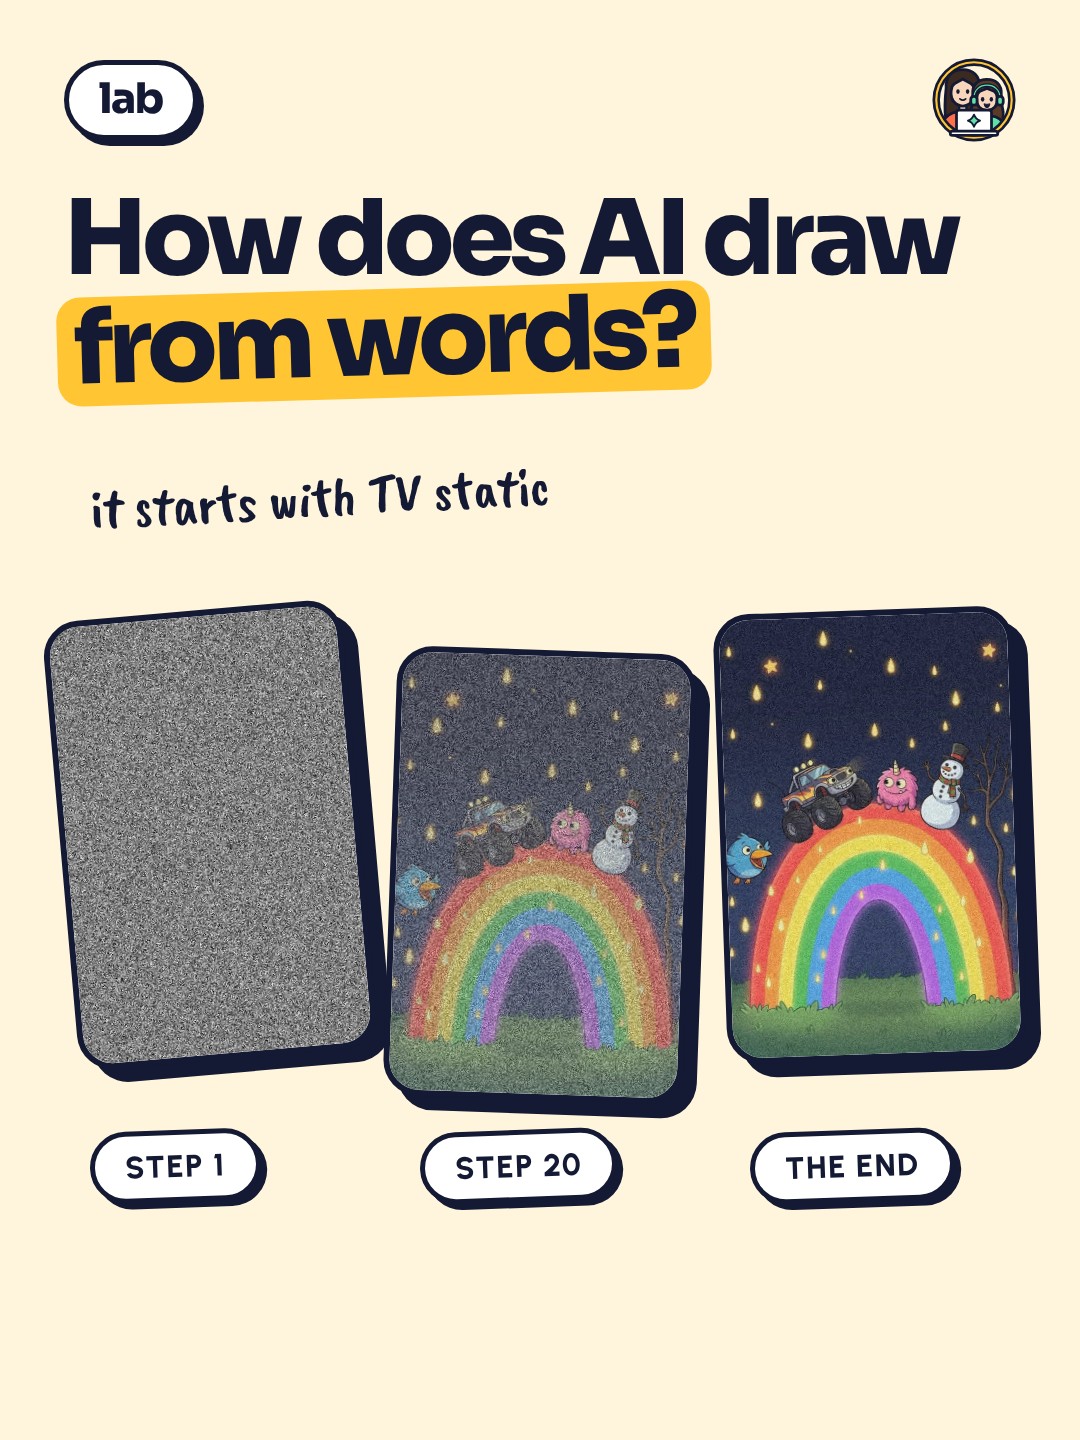 lab
How does AI draw
from words?
it starts with TV static
STEP 1
STEP 20
THE END